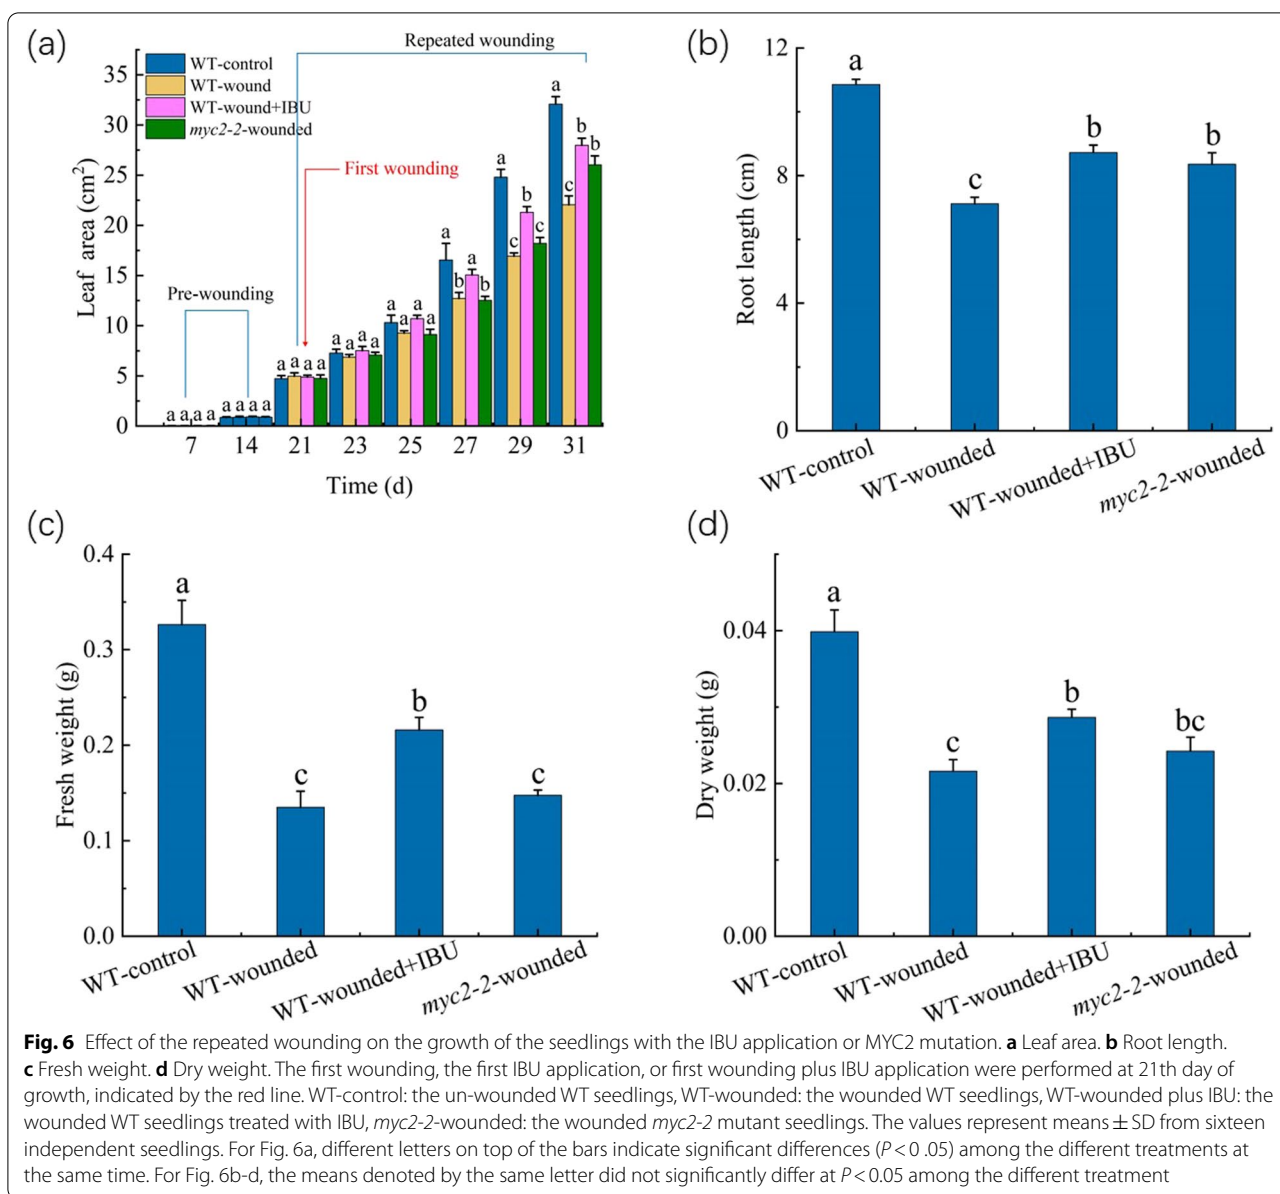 (a)
Repeated wounding
WT-control
WT-wound
WT-wound+IBU
myc2-2-wounded
First wounding
Pre-wounding
Leaf area (cm²)
35
30
25
20
15
10
5
0
a a a a
a a a a
a a a a
a a a a
a a a a
a b a b
a c b c
a c b b
7 14 21 23 25 27 29 31
Time (d)
(b)
Root length (cm)
12
8
4
0
a
c
b
b
WT-control
WT-wounded
WT-wounded+IBU
myc2-2-wounded
(c)
Fresh weight (g)
0.4
0.3
0.2
0.1
0.0
a
c
b
c
WT-control
WT-wounded
WT-wounded+IBU
myc2-2-wounded
(d)
Dry weight (g)
0.04
0.02
0.00
a
c
b
bc
WT-control
WT-wounded
WT-wounded+IBU
myc2-2-wounded
Fig. 6 Effect of the repeated wounding on the growth of the seedlings with the IBU application or MYC2 mutation. a Leaf area. b Root length.
c Fresh weight. d Dry weight. The first wounding, the first IBU application, or first wounding plus IBU application were performed at 21th day of
growth, indicated by the red line. WT-control: the un-wounded WT seedlings, WT-wounded: the wounded WT seedlings, WT-wounded plus IBU: the
wounded WT seedlings treated with IBU, myc2-2-wounded: the wounded myc2-2 mutant seedlings. The values represent means ± SD from sixteen
independent seedlings. For Fig. 6a, different letters on top of the bars indicate significant differences (P < 0 .05) among the different treatments at
the same time. For Fig. 6b-d, the means denoted by the same letter did not significantly differ at P < 0.05 among the different treatment